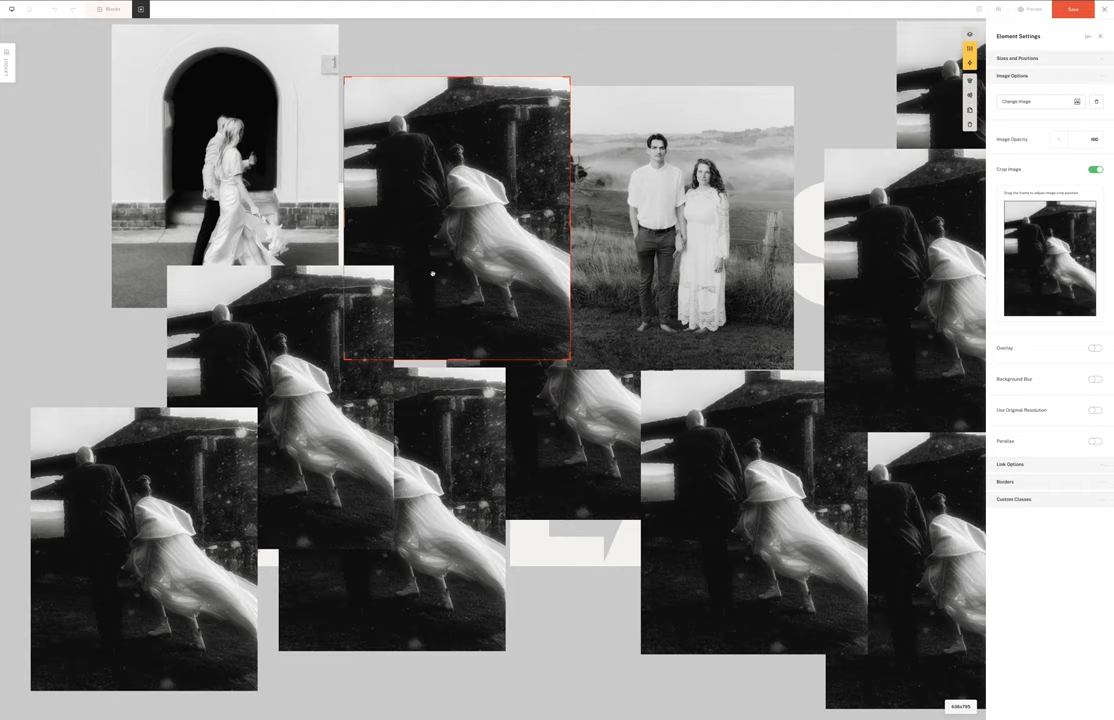 Blocks
Preview
Save
Element Settings
LAYOUT
Sizes and Positions
Image Options
Change Image
Image Opacity
100
Crop Image
Drag the frame to adjust image crop position
Overlay
Background Blur
Use Original Resolution
Parallax
Link Options
Borders
Custom Classes
636x795